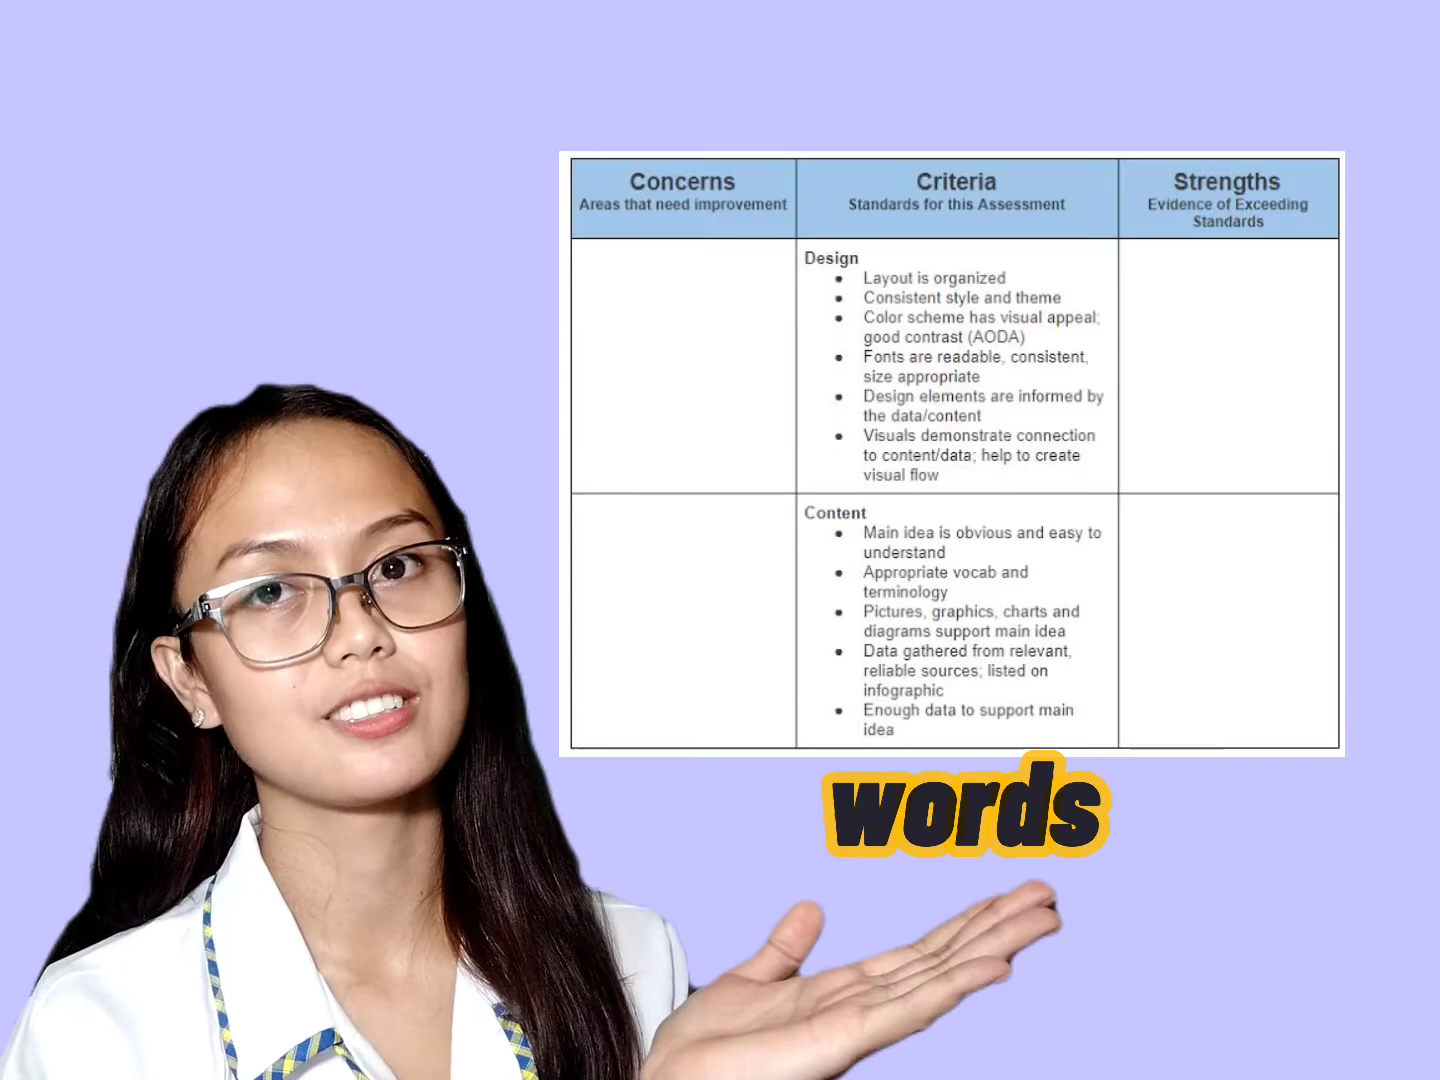 Concerns
Areas that need improvement
Criteria
Standards for this Assessment
Strengths
Evidence of Exceeding
Standards
Design
● Layout is organized
● Consistent style and theme
● Color scheme has visual appeal;
good contrast (AODA)
● Fonts are readable, consistent,
size appropriate
● Design elements are informed by
the data/content
● Visuals demonstrate connection
to content/data; help to create
visual flow
Content
● Main idea is obvious and easy to
understand
● Appropriate vocab and
terminology
● Pictures, graphics, charts and
diagrams support main idea
● Data gathered from relevant,
reliable sources; listed on
infographic
● Enough data to support main
idea
words